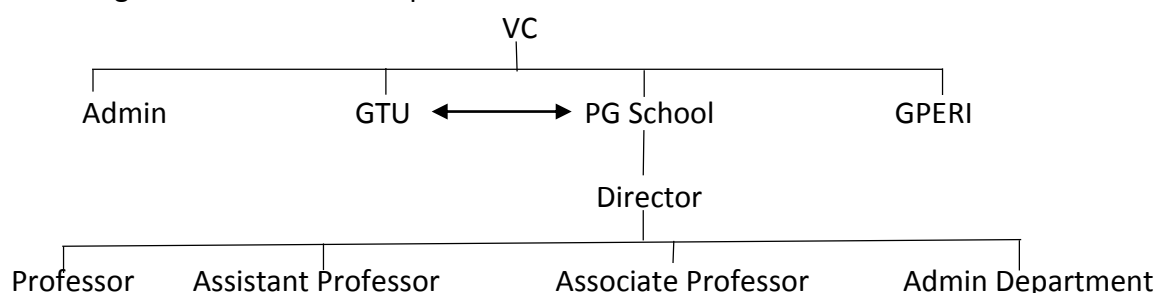 VC
Admin GTU PG School GPERI
Director
Professor Assistant Professor Associate Professor Admin Department